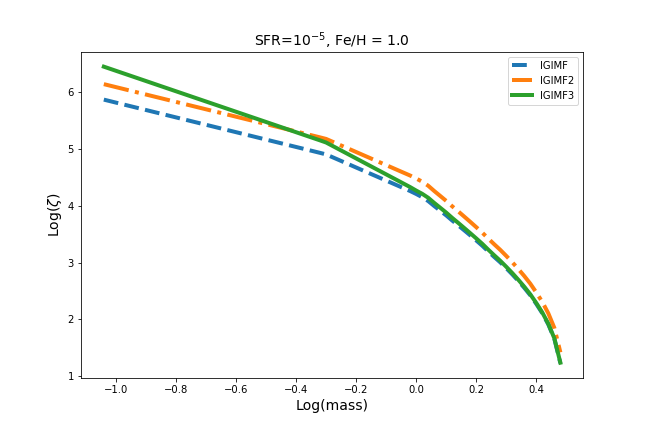 SFR=10⁻⁵, Fe/H = 1.0
IGIMF
IGIMF2
IGIMF3
Log(ζ)
6
5
4
3
2
1
−1.0 −0.8 −0.6 −0.4 −0.2 0.0 0.2 0.4
Log(mass)